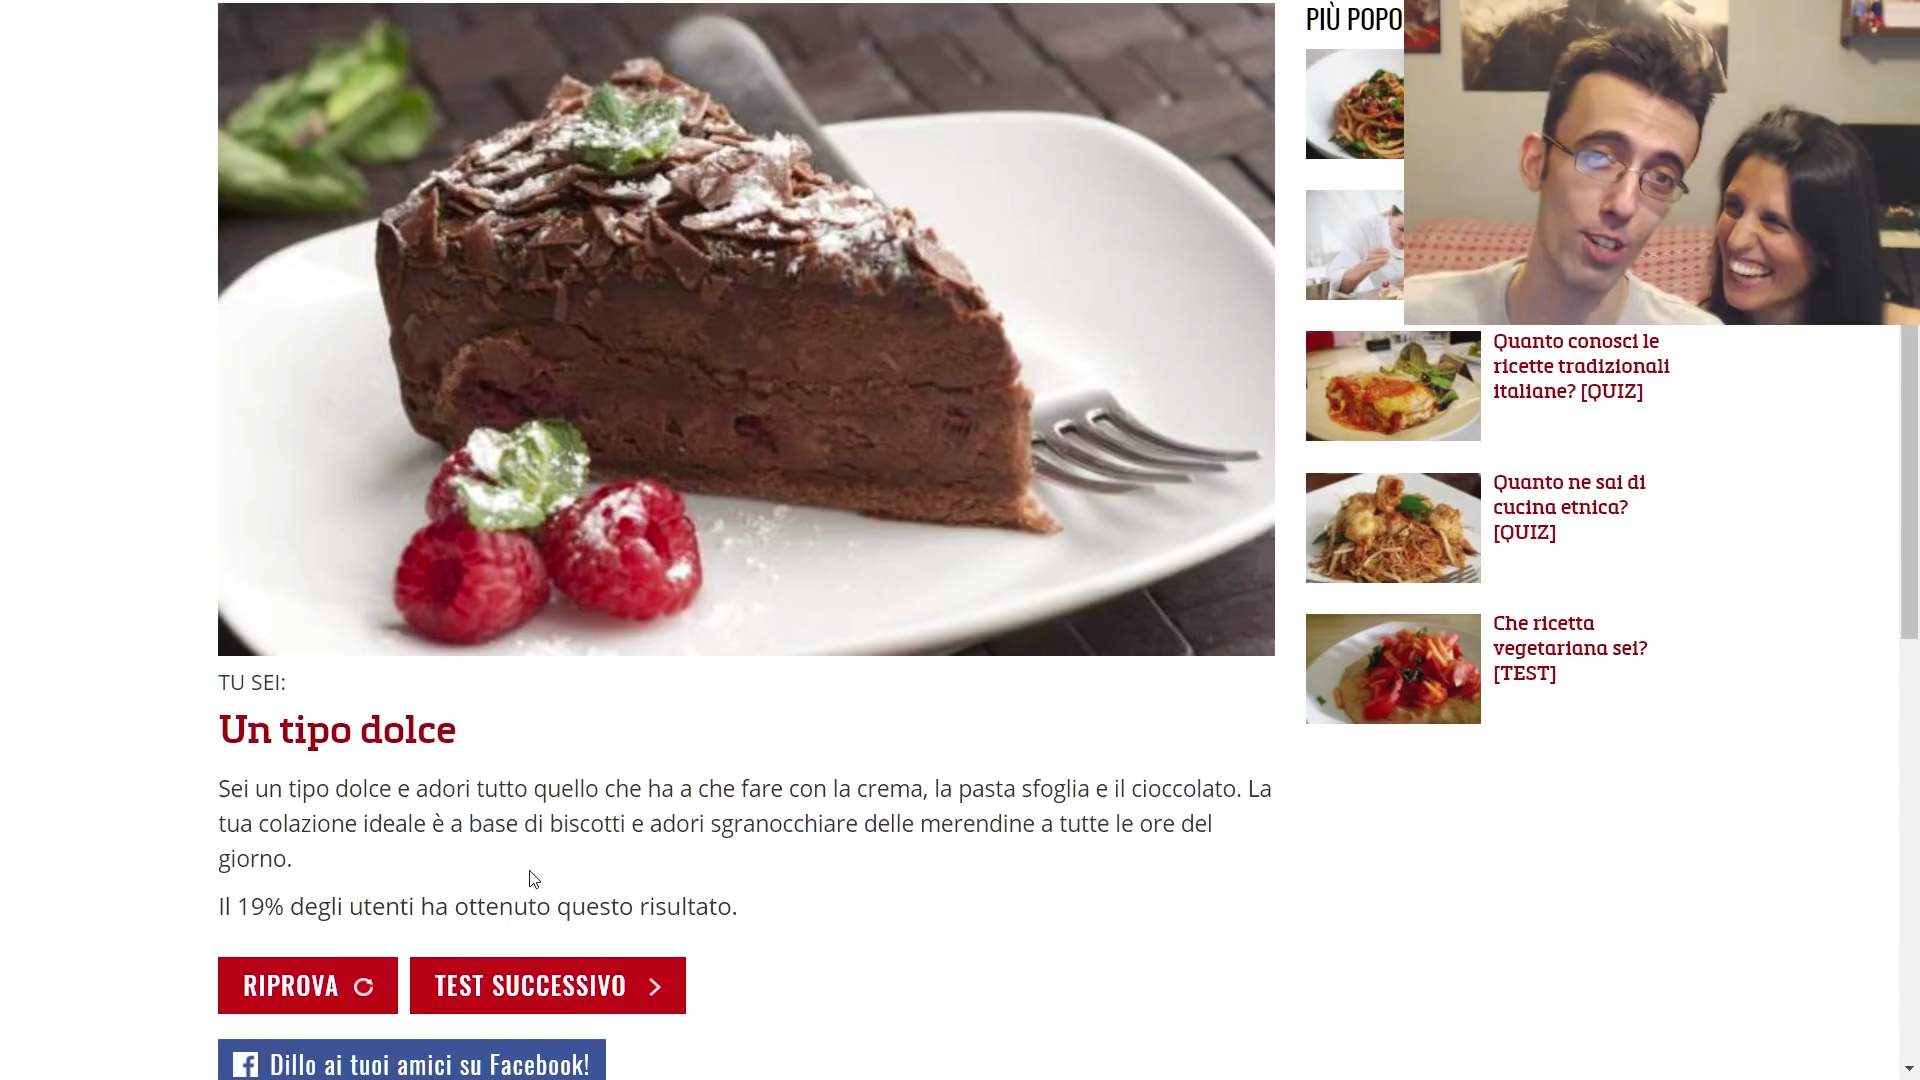 PIÙ POPO
Quanto conosci le
ricette tradizionali
italiane? [QUIZ]
Quanto ne sai di
cucina etnica?
[QUIZ]
Che ricetta
vegetariana sei?
[TEST]
TU SEI:
Un tipo dolce
Sei un tipo dolce e adori tutto quello che ha a che fare con la crema, la pasta sfoglia e il cioccolato. La
tua colazione ideale è a base di biscotti e adori sgranocchiare delle merendine a tutte le ore del
giorno.
Il 19% degli utenti ha ottenuto questo risultato.
RIPROVA
TEST SUCCESSIVO
Dillo ai tuoi amici su Facebook!